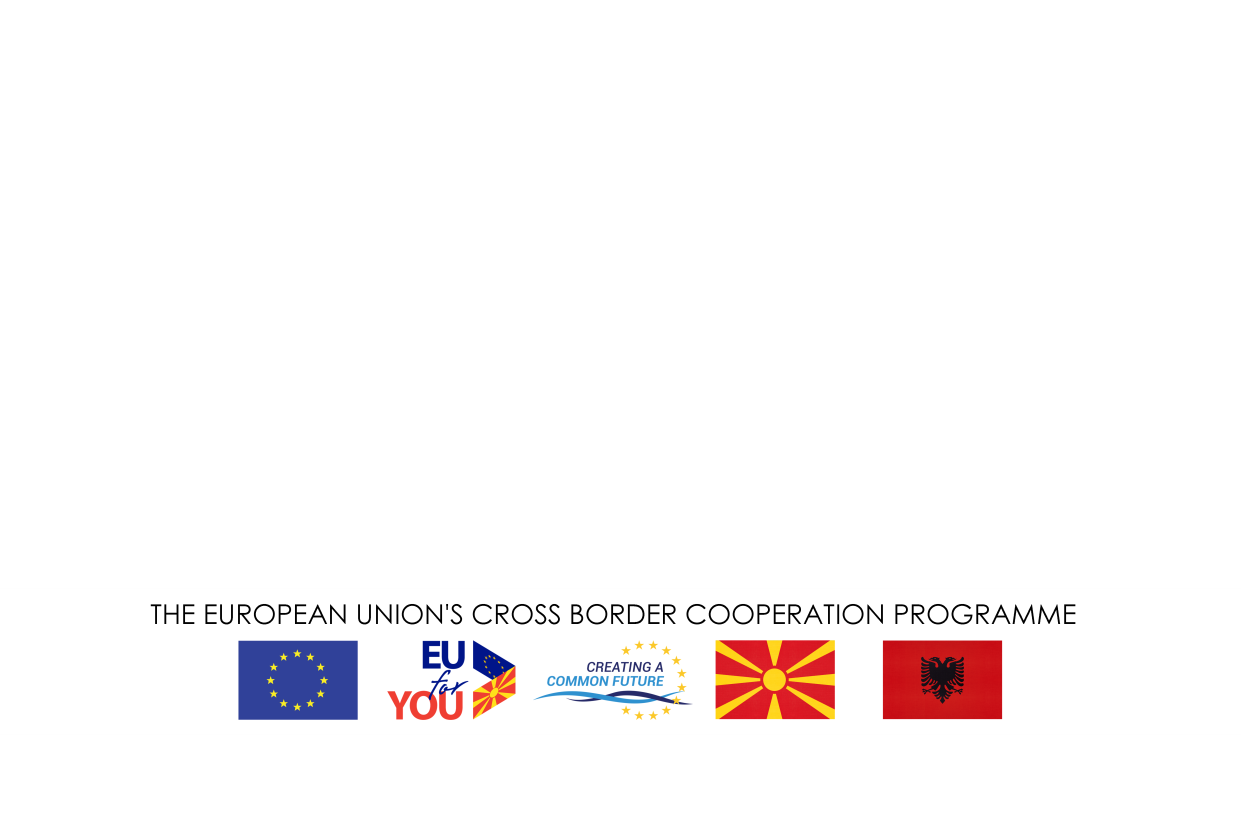 THE EUROPEAN UNION'S CROSS BORDER COOPERATION PROGRAMME
EU
for
YOU
CREATING A
COMMON FUTURE